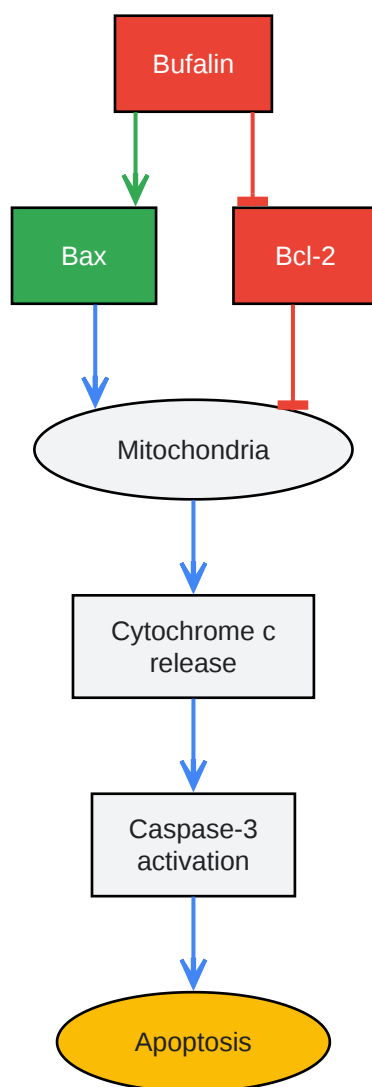 Bufalin
Bax
Bcl-2
Mitochondria
Cytochrome c
release
Caspase-3
activation
Apoptosis